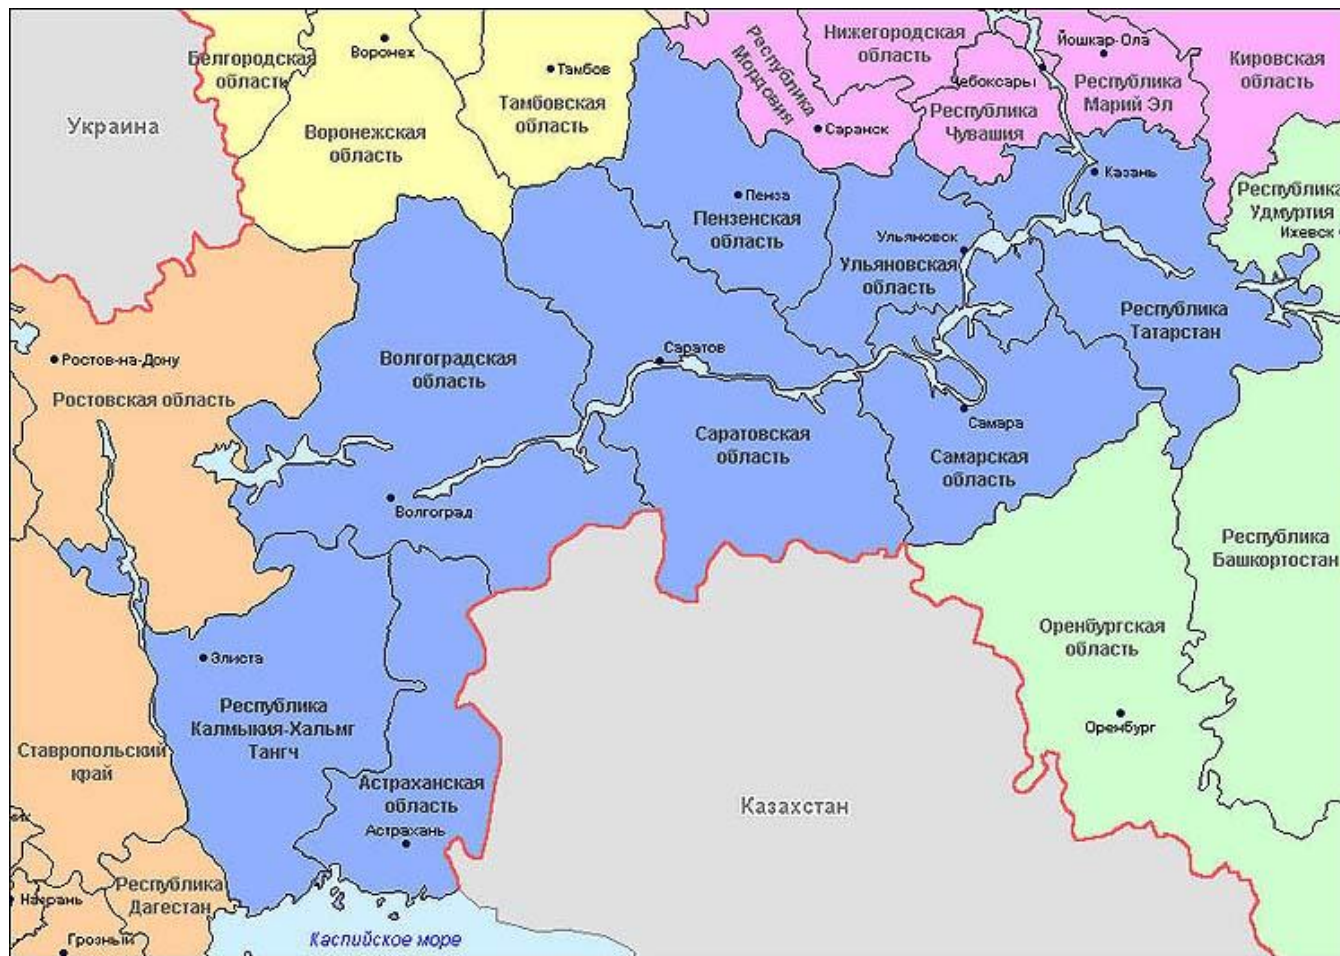 Белгородская
область
Воронех
Тамбов
Тамбовская
область
Воронежская
область
Украина
Республика
Мордовия
Саранск
Нижегородская
область
Чебоксары
Республика
Чувашия
Йошкар-Ола
Республика
Марий Эл
Кировская
область
Казань
Республика
Удмуртия
Ихевск
Пенза
Пензенская
область
Ульяновск
Ульяновская
область
Республика
Татарстан
Ростов-на-Дону
Ростовская область
Волгоградская
область
Саратов
Саратовская
область
Самара
Самарская
область
Волгоград
Республика
Башкортостан
Оренбургская
область
Оренбург
Элиста
Республика
Калмыкия-Хальмг
Тангч
Ставропольский
край
Астраханская
область
Астрахань
Казахстан
Республика
Дагестан
Назрань
Грозный
Каспийское море